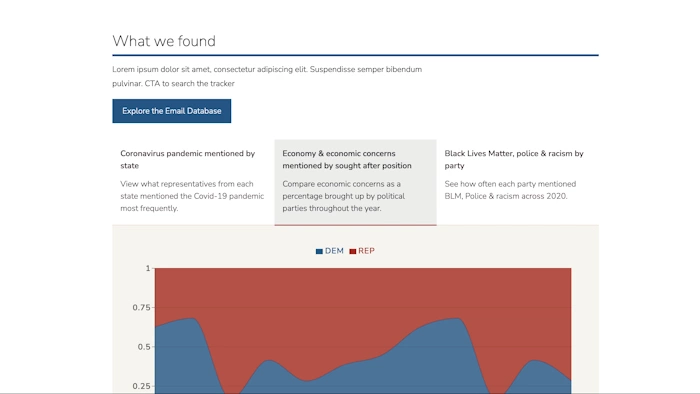 What we found
Lorem ipsum dolor sit amet, consectetur adipiscing elit. Suspendisse semper bibendum
pulvinar. CTA to search the tracker
Explore the Email Database
Coronavirus pandemic mentioned by
state
View what representatives from each
state mentioned the Covid-19 pandemic
most frequently.
Economy & economic concerns
mentioned by sought after position
Compare economic concerns as a
percentage brought up by political
parties throughout the year.
Black Lives Matter, police & racism by
party
See how often each party mentioned
BLM, Police & racism across 2020.
DEM REP
1
0.75
0.5
0.25